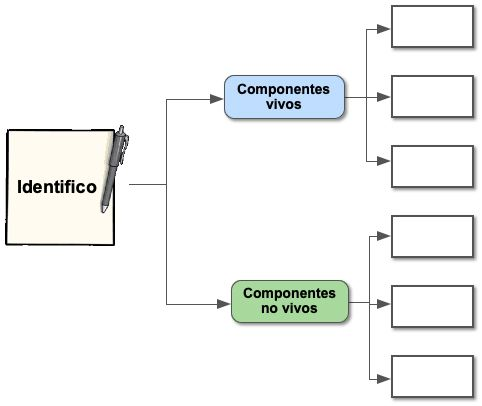 Identifico
Componentes
vivos
Componentes
no vivos